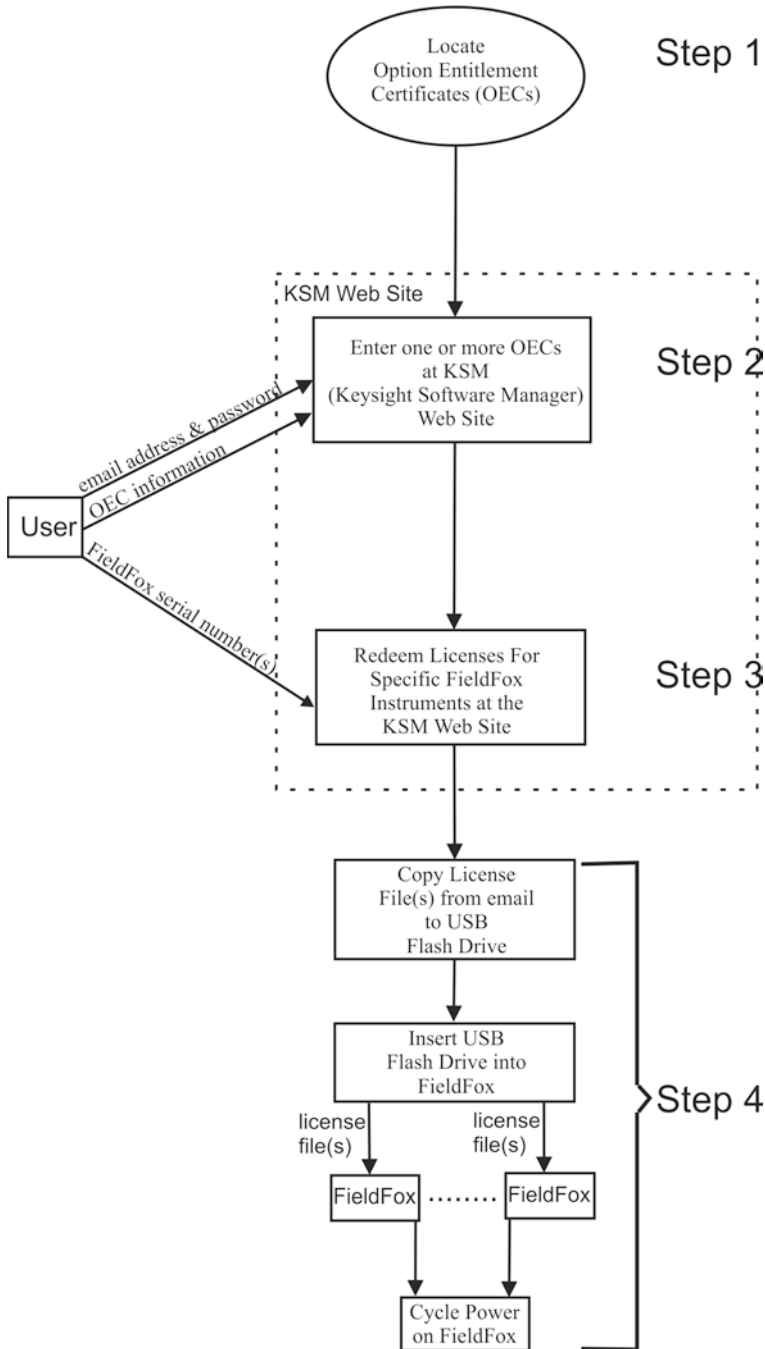 Locate
Option Entitlement
Certificates (OECs)
Step 1
KSM Web Site
Enter one or more OECs
at KSM
(Keysight Software Manager)
Web Site
Step 2
email address & password
OEC information
User
FieldFox serial number(s)
Redeem Licenses For
Specific FieldFox
Instruments at the
KSM Web Site
Step 3
Copy License
File(s) from email
to USB
Flash Drive
Insert USB
Flash Drive into
FieldFox
Step 4
license
file(s)
license
file(s)
FieldFox ........ FieldFox
Cycle Power
on FieldFox